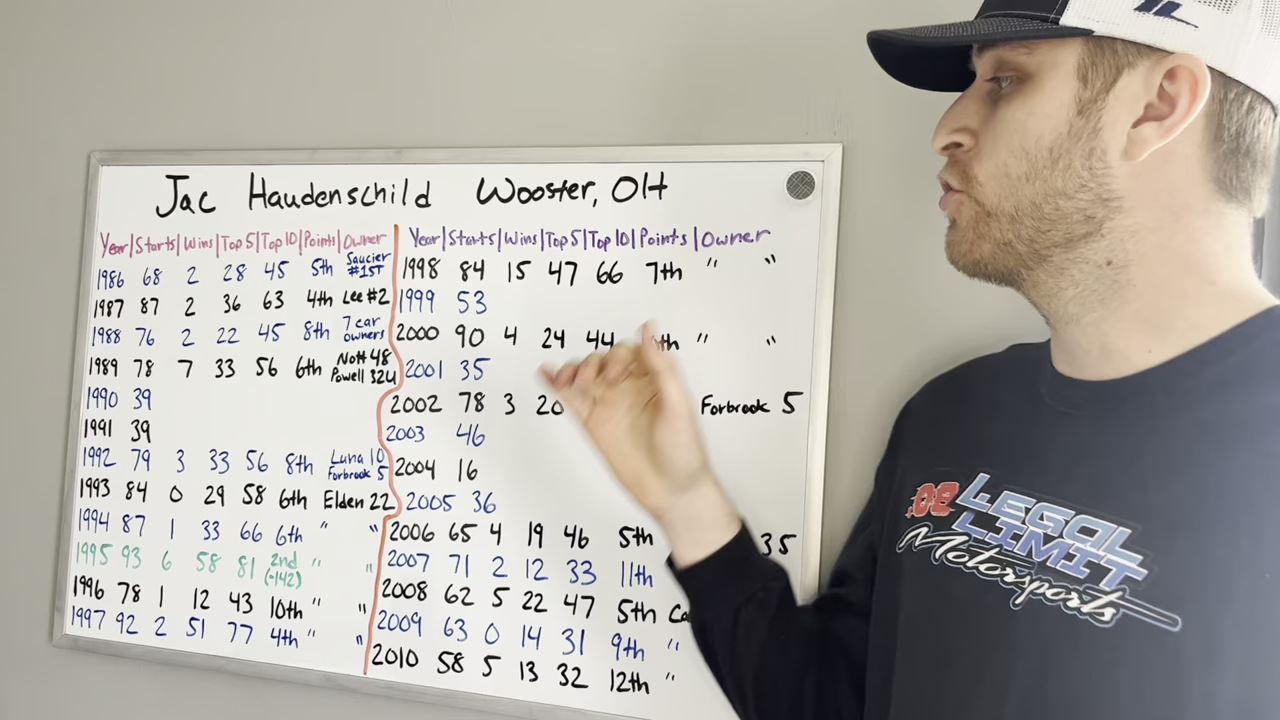 Jac Haudenschild Wooster, OH
Year|Starts|Wins|Top 5|Top 10|Points|Owner
1986 68 2 28 45 5th Saucier #1ST
1987 87 2 36 63 4th Lee #2
1988 76 2 22 45 8th 7 car owners
1989 78 7 33 56 6th Nott 48 Powell 32U
1990 39
1991 39
1992 79 3 33 56 8th Luna 10 Forbrook 5
1993 84 0 29 58 6th Elden 22
1994 87 1 33 66 6th " "
1995 93 6 58 81 2nd (-142) " "
1996 78 1 12 43 10th " "
1997 92 2 51 77 4th " "
Year|Starts|Wins|Top 5|Top 10|Points|Owner
1998 84 15 47 66 7th " "
1999 53
2000 90 4 24 44 th " "
2001 35
2002 78 3 20 Forbrook 5
2003 46
2004 16
2005 36
2006 65 4 19 46 5th 35
2007 71 2 12 33 11th
2008 62 5 22 47 5th
2009 63 0 14 31 9th "
2010 58 5 13 32 12th "
LEGAL
LIMIT
Motorsports